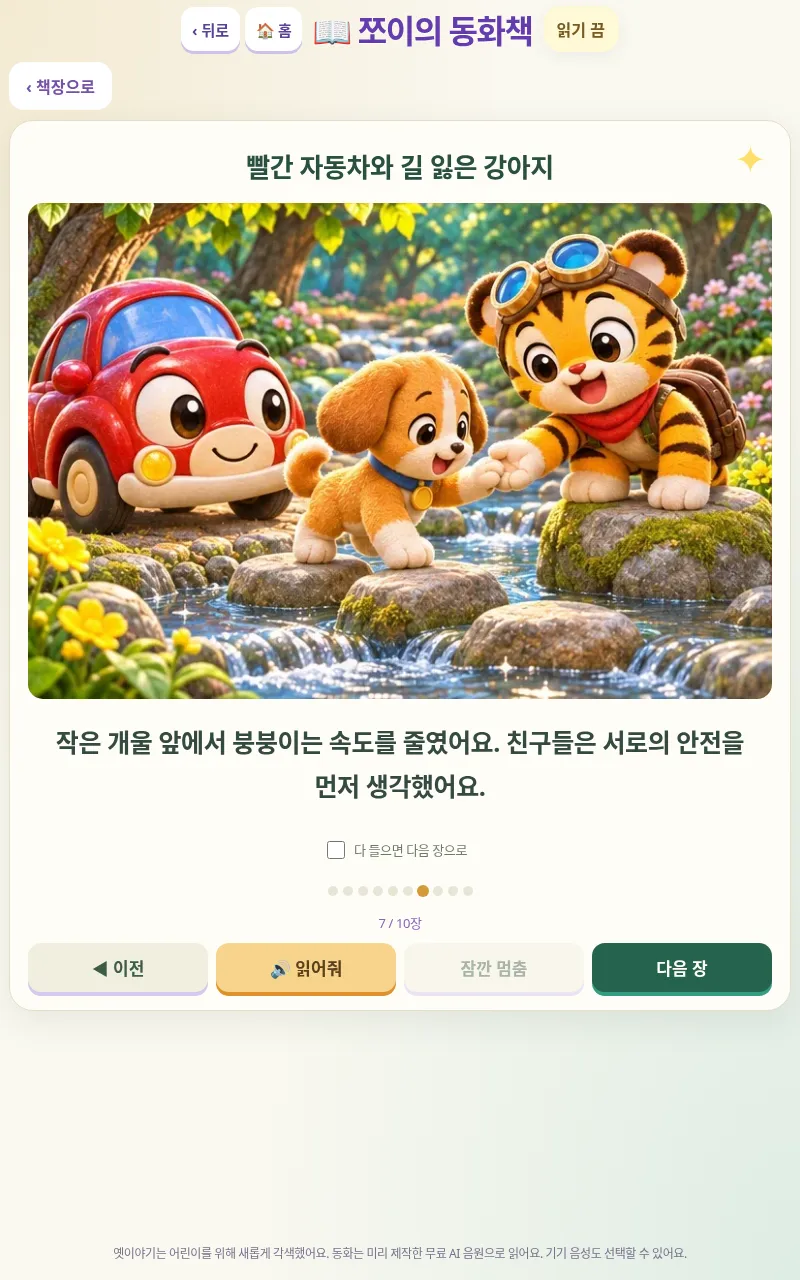 ‹ 뒤로
🏠 홈
📖 쪼이의 동화책
읽기 끔
‹ 책장으로
빨간 자동차와 길 잃은 강아지
작은 개울 앞에서 붕붕이는 속도를 줄였어요. 친구들은 서로의 안전을
먼저 생각했어요.
다 들으면 다음 장으로
7 / 10장
◀ 이전
🔊 읽어줘
잠깐 멈춤
다음 장
옛이야기는 어린이를 위해 새롭게 각색했어요. 동화는 미리 제작한 무료 AI 음원으로 읽어요. 기기 음성도 선택할 수 있어요.